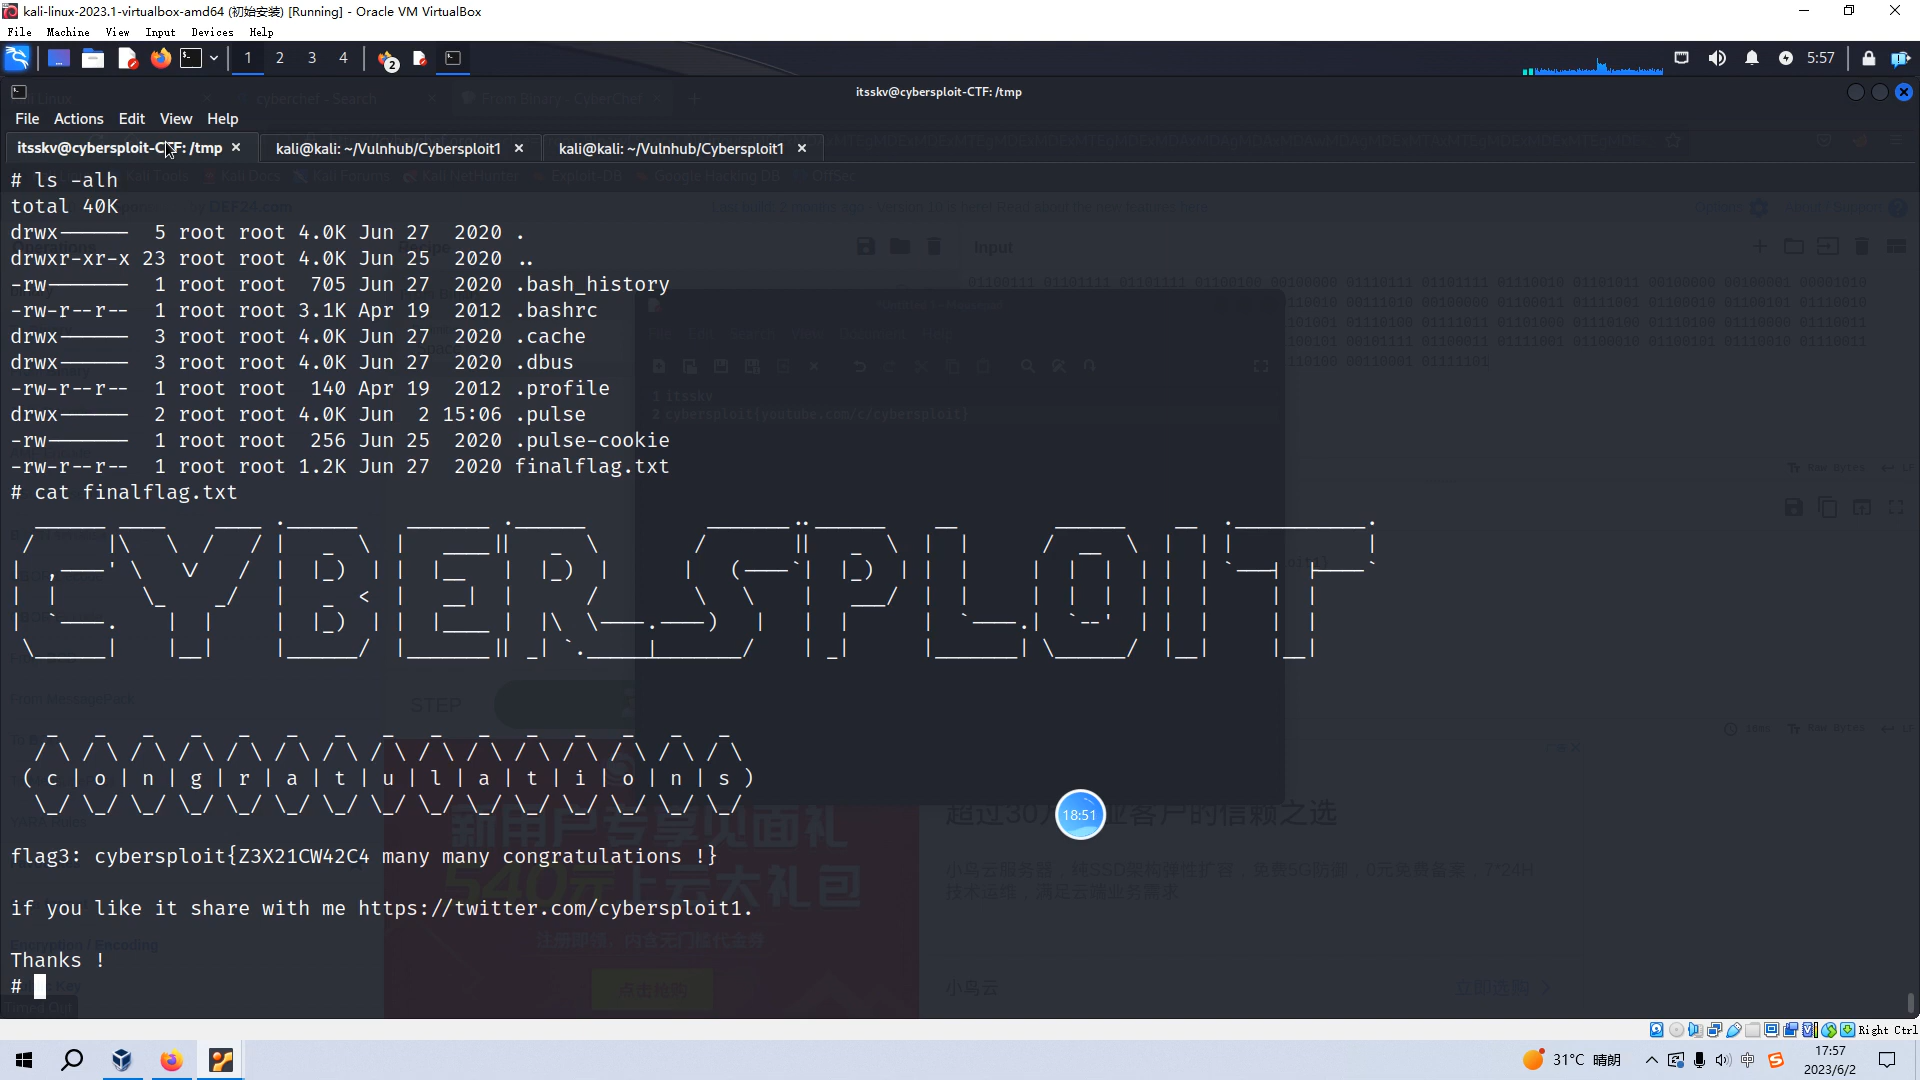 kali-linux-2023.1-virtualbox-amd64 (初始安装) [Running] - Oracle VM VirtualBox
File Machine View Input Devices Help
1 2 3 4 2 5:57
itsskv@cybersploit-CTF: /tmp
File Actions Edit View Help
itsskv@cybersploit-CTF: /tmp kali@kali: ~/Vulnhub/Cybersploit1 kali@kali: ~/Vulnhub/Cybersploit1
# ls -alh
total 40K
drwx------ 5 root root 4.0K Jun 27 2020 .
drwxr-xr-x 23 root root 4.0K Jun 25 2020 ..
-rw------- 1 root root 705 Jun 27 2020 .bash_history
-rw-r--r-- 1 root root 3.1K Apr 19 2012 .bashrc
drwx------ 3 root root 4.0K Jun 27 2020 .cache
drwx------ 3 root root 4.0K Jun 27 2020 .dbus
-rw-r--r-- 1 root root 140 Apr 19 2012 .profile
drwx------ 2 root root 4.0K Jun 2 15:06 .pulse
-rw------- 1 root root 256 Jun 25 2020 .pulse-cookie
-rw-r--r-- 1 root root 1.2K Jun 27 2020 finalflag.txt
# cat finalflag.txt
CYBERSPLOIT
(c|o|n|g|r|a|t|u|l|a|t|i|o|n|s)
18:51
flag3: cybersploit{Z3X21CW42C4 many many congratulations !}
if you like it share with me https://twitter.com/cybersploit1.
Thanks !
#
Right Ctrl
31°C 晴朗 中 17:57
2023/6/2